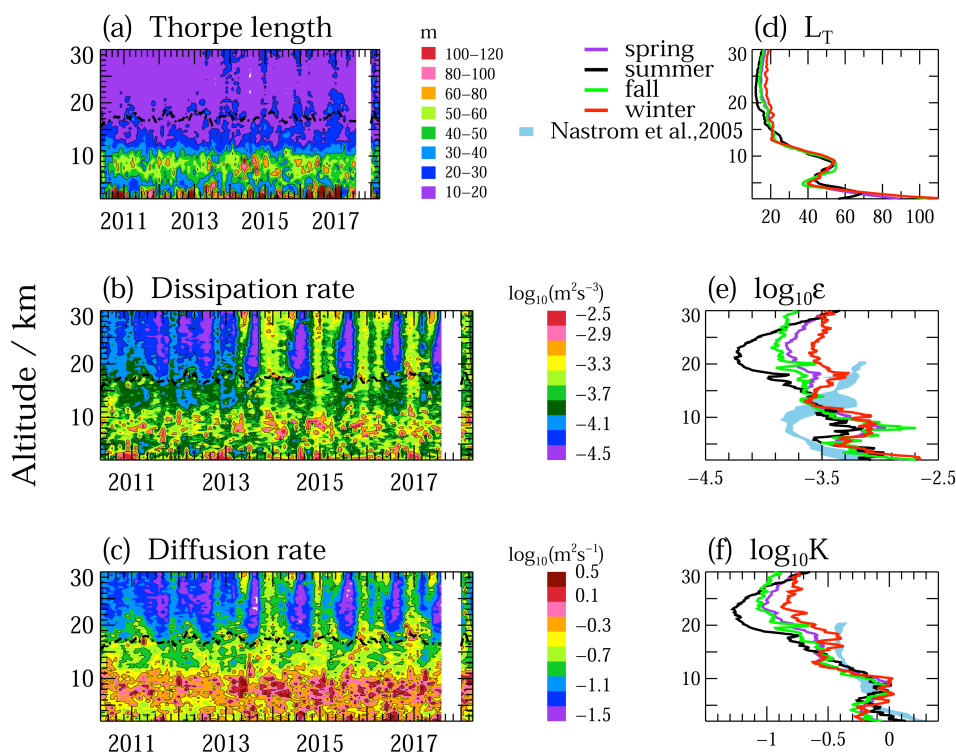 (a) Thorpe length
m
100–120
80–100
60–80
50–60
40–50
30–40
20–30
10–20
30
20
10
2011 2013 2015 2017
spring
summer
fall
winter
Nastrom et al.,2005
(d) L_T
30
20
10
20 40 60 80 100
Altitude / km
(b) Dissipation rate
30
20
10
2011 2013 2015 2017
log₁₀(m²s⁻³)
−2.5
−2.9
−3.3
−3.7
−4.1
−4.5
(e) log₁₀ε
30
20
10
−4.5 −3.5 −2.5
(c) Diffusion rate
30
20
10
2011 2013 2015 2017
log₁₀(m²s⁻¹)
0.5
0.1
−0.3
−0.7
−1.1
−1.5
(f) log₁₀K
30
20
10
−1 −0.5 0